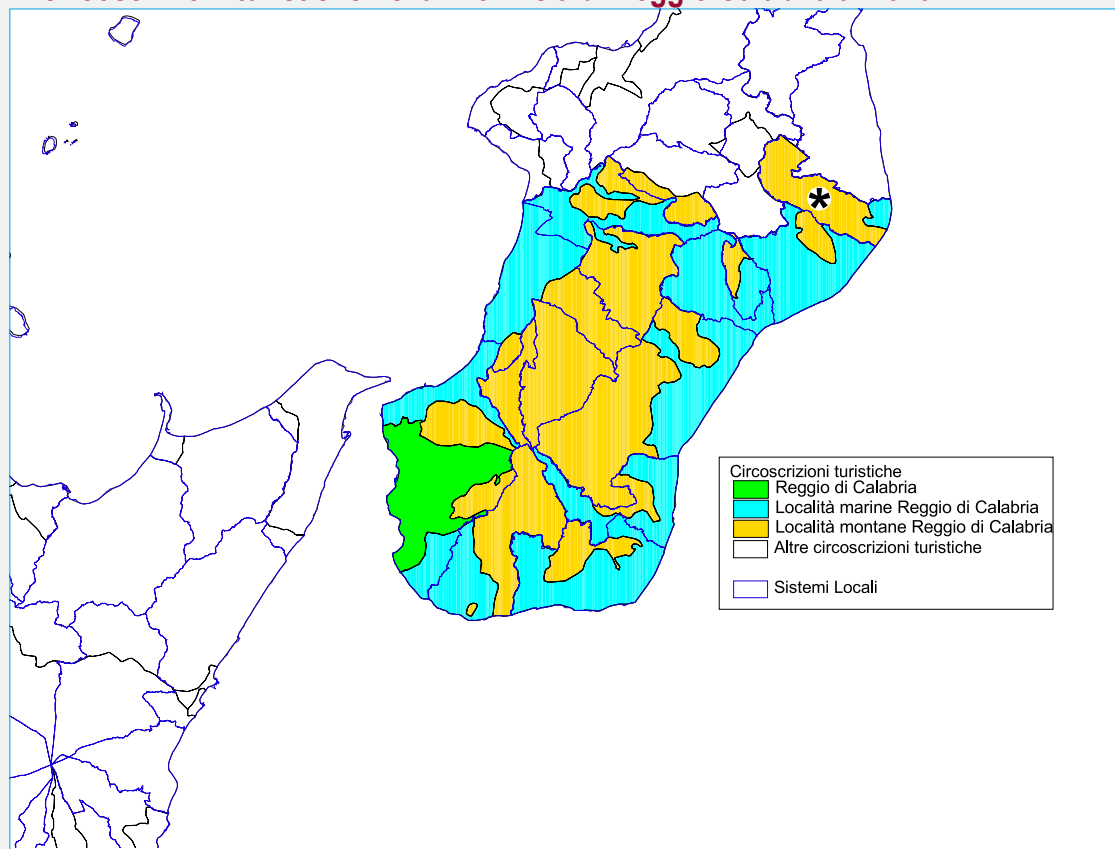 *
Circoscrizioni turistiche
Reggio di Calabria
Località marine Reggio di Calabria
Località montane Reggio di Calabria
Altre circoscrizioni turistiche
Sistemi Locali